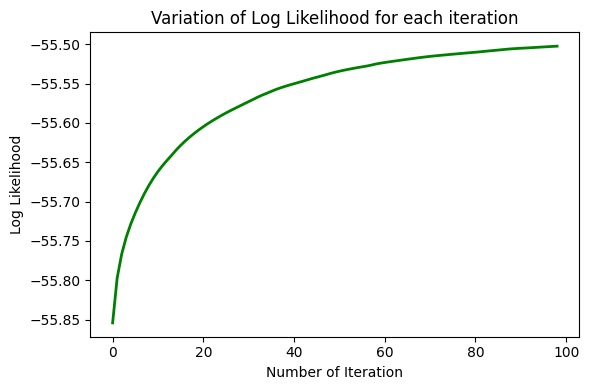 Variation of Log Likelihood for each iteration
−55.50
−55.55
−55.60
−55.65
−55.70
−55.75
−55.80
−55.85
Log Likelihood
0 20 40 60 80 100
Number of Iteration